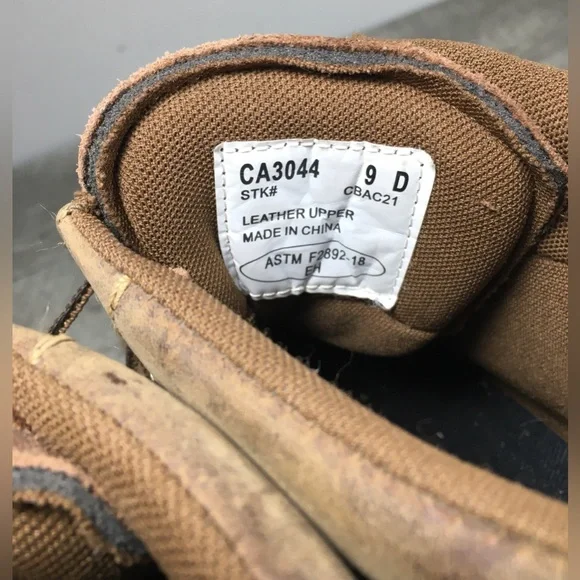 CA3044 9 D
STK# CBAC21
LEATHER UPPER
MADE IN CHINA
ASTM F2892-18
EH